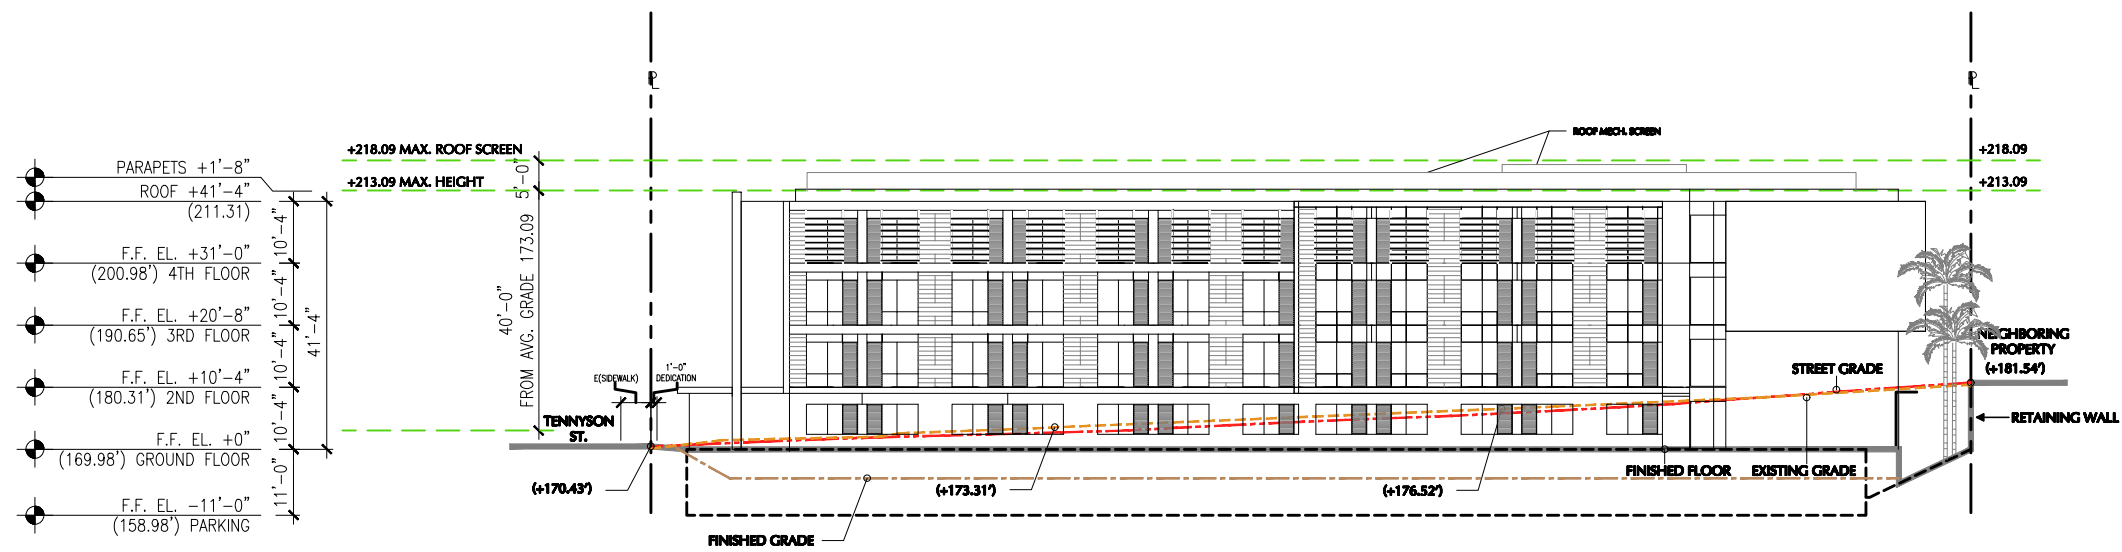 PARAPETS +1'-8"
ROOF +41'-4"
(211.31)
F.F. EL. +31'-0"
(200.98') 4TH FLOOR
F.F. EL. +20'-8"
(190.65') 3RD FLOOR
F.F. EL. +10'-4"
(180.31') 2ND FLOOR
F.F. EL. +0"
(169.98') GROUND FLOOR
F.F. EL. -11'-0"
(158.98') PARKING
10'-4"
10'-4"
10'-4"
10'-4"
11'-0"
41'-4"
+218.09 MAX. ROOF SCREEN
+213.09 MAX. HEIGHT
5'-0"
40'-0"
FROM AVG. GRADE 173.09
PL
E(SIDEWALK)
1'-0"
DEDICATION
TENNYSON
ST.
(+170.43')
FINISHED GRADE
(+173.31')
(+176.52')
ROOF MECH. SCREEN
FINISHED FLOOR
EXISTING GRADE
STREET GRADE
PL
+218.09
+213.09
NEIGHBORING
PROPERTY
(+181.54')
RETAINING WALL